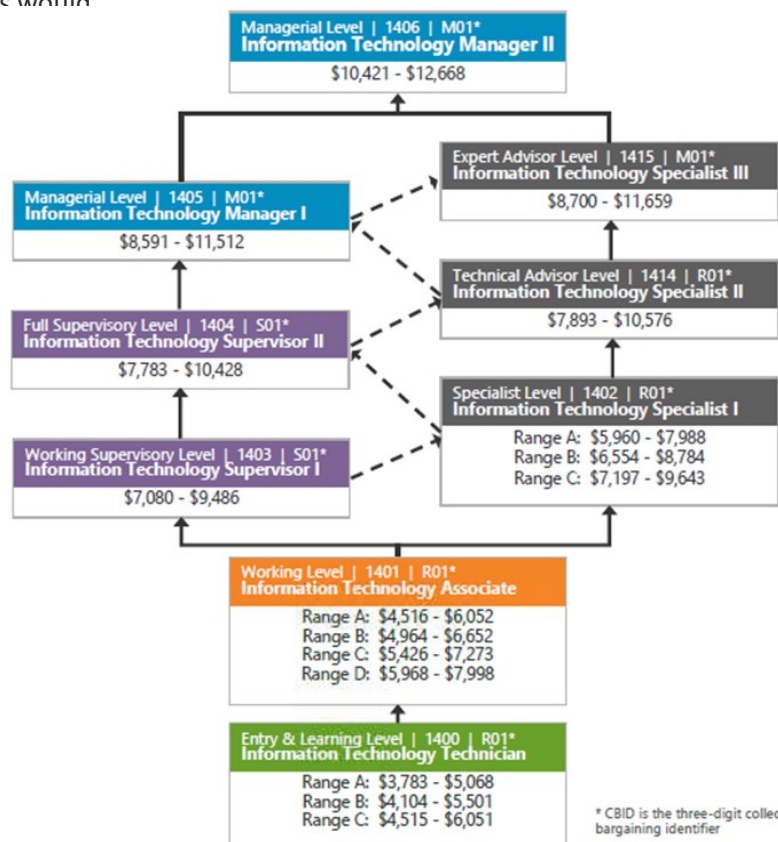 s would
Managerial Level | 1406 | M01*
Information Technology Manager II
$10,421 - $12,668
Expert Advisor Level | 1415 | M01*
Information Technology Specialist III
$8,700 - $11,659
Managerial Level | 1405 | M01*
Information Technology Manager I
$8,591 - $11,512
Technical Advisor Level | 1414 | R01*
Information Technology Specialist II
$7,893 - $10,576
Full Supervisory Level | 1404 | S01*
Information Technology Supervisor II
$7,783 - $10,428
Specialist Level | 1402 | R01*
Information Technology Specialist I
Range A: $5,960 - $7,988
Range B: $6,554 - $8,784
Range C: $7,197 - $9,643
Working Supervisory Level | 1403 | S01*
Information Technology Supervisor I
$7,080 - $9,486
Working Level | 1401 | R01*
Information Technology Associate
Range A: $4,516 - $6,052
Range B: $4,964 - $6,652
Range C: $5,426 - $7,273
Range D: $5,968 - $7,998
Entry & Learning Level | 1400 | R01*
Information Technology Technician
Range A: $3,783 - $5,068
Range B: $4,104 - $5,501
Range C: $4,515 - $6,051
* CBID is the three-digit collec
bargaining identifier